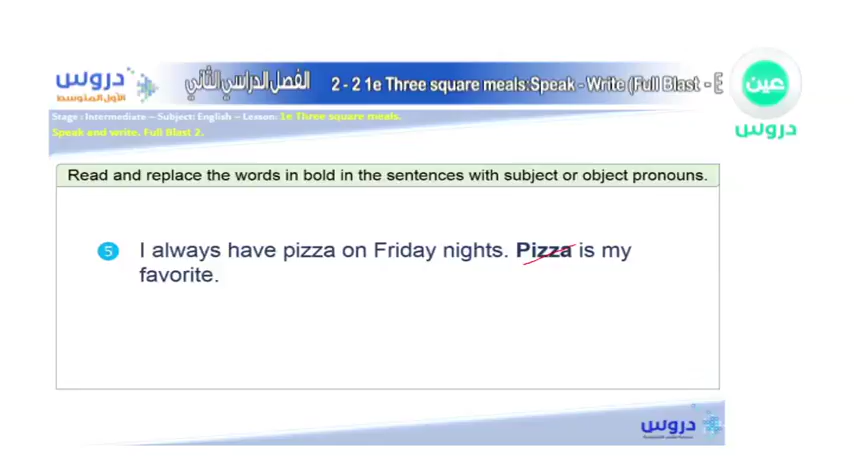 دروس
الأول المتوسط
الفصل الدراسي الثاني
2 - 2 1e Three square meals:Speak - Write (Full Blast - E
عين
دروس
Stage : Intermediate – Subject: English – Lesson: 1e Three square meals.
Speak and write. Full Blast 2.
Read and replace the words in bold in the sentences with subject or object pronouns.
5 I always have pizza on Friday nights. Pizza is my
favorite.
دروس